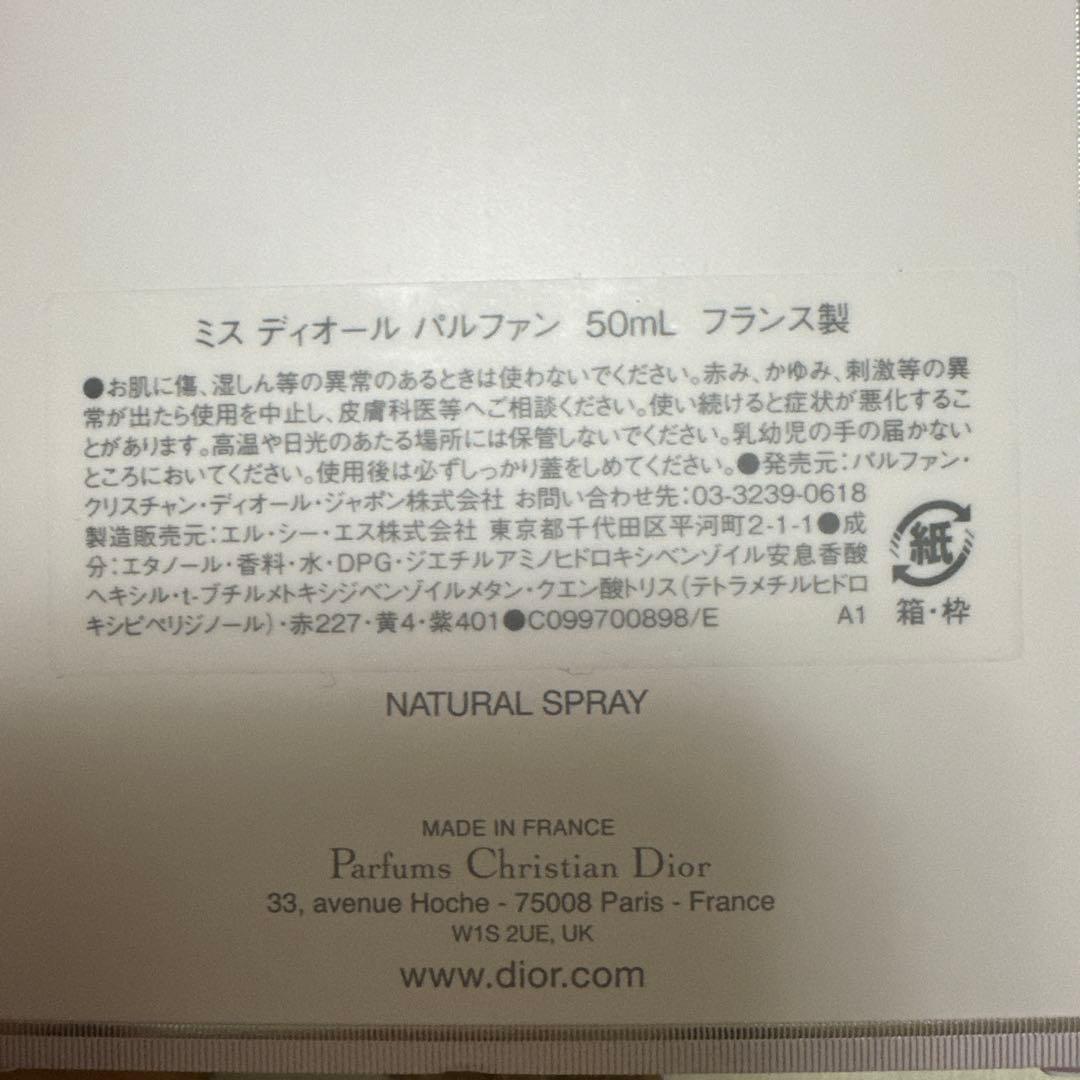 ミス ディオール パルファン 50mL フランス製
●お肌に傷、湿しん等の異常のあるときは使わないでください。赤み、かゆみ、刺激等の異
常が出たら使用を中止し、皮膚科医等へご相談ください。使い続けると症状が悪化するこ
とがあります。高温や日光のあたる場所には保管しないでください。乳幼児の手の届かない
ところにおいてください。使用後は必ずしっかり蓋をしめてください。●発売元:パルファン・
クリスチャン・ディオール・ジャポン株式会社 お問い合わせ先:03-3239-0618
製造販売元:エル・シー・エス株式会社 東京都千代田区平河町2-1-1●成
分:エタノール・香料・水・DPG・ジエチルアミノヒドロキシベンゾイル安息香酸
ヘキシル・t-ブチルメトキシジベンゾイルメタン・クエン酸トリス(テトラメチルヒドロ
キシピペリジノール)・赤227・黄4・紫401●C099700898/E A1
紙
箱・枠
NATURAL SPRAY
MADE IN FRANCE
Parfums Christian Dior
33, avenue Hoche - 75008 Paris - France
W1S 2UE, UK
www.dior.com